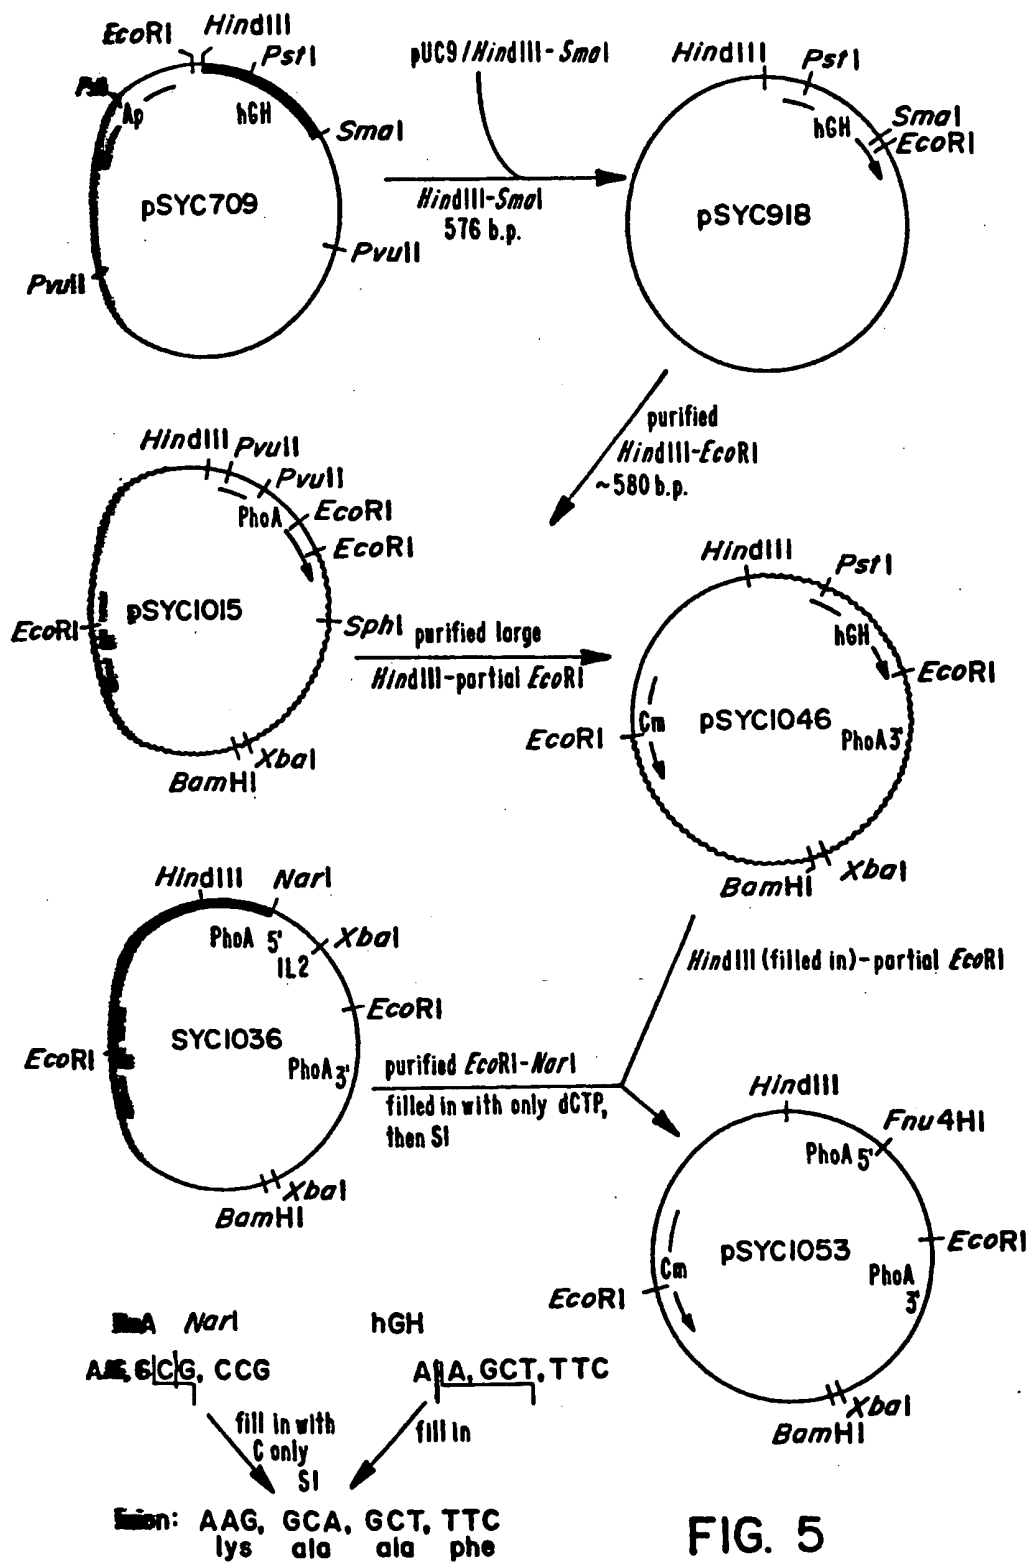 EcoRI
HindIII
PstI
Ap
hGH
SmaI
pSYC709
PvuII
PvuII
pUC9/HindIII-SmaI
HindIII-SmaI
576 b.p.
HindIII
PstI
hGH
SmaI
EcoRI
pSYC918
purified
HindIII-EcoRI
~580 b.p.
HindIII
PvuII
PvuII
PhoA
EcoRI
EcoRI
pSYC1015
EcoRI
SphI
XbaI
BamHI
purified large
HindIII-partial EcoRI
HindIII
PstI
hGH
EcoRI
Cm
pSYC1046
PhoA 3'
EcoRI
XbaI
BamHI
HindIII (filled in)-partial EcoRI
HindIII
NarI
PhoA 5'
IL2
XbaI
EcoRI
SYC1036
EcoRI
PhoA 3'
XbaI
BamHI
purified EcoRI-NarI
filled in with only dCTP,
then SI
HindIII
Fnu4HI
PhoA 5'
pSYC1053
EcoRI
Cm
PhoA
3'
EcoRI
XbaI
BamHI
NarI
hGH
CG, CCG
A A, GCT, TTC
fill in with
C only
SI
fill in
AAG, GCA, GCT, TTC
lys ala ala phe
FIG. 5